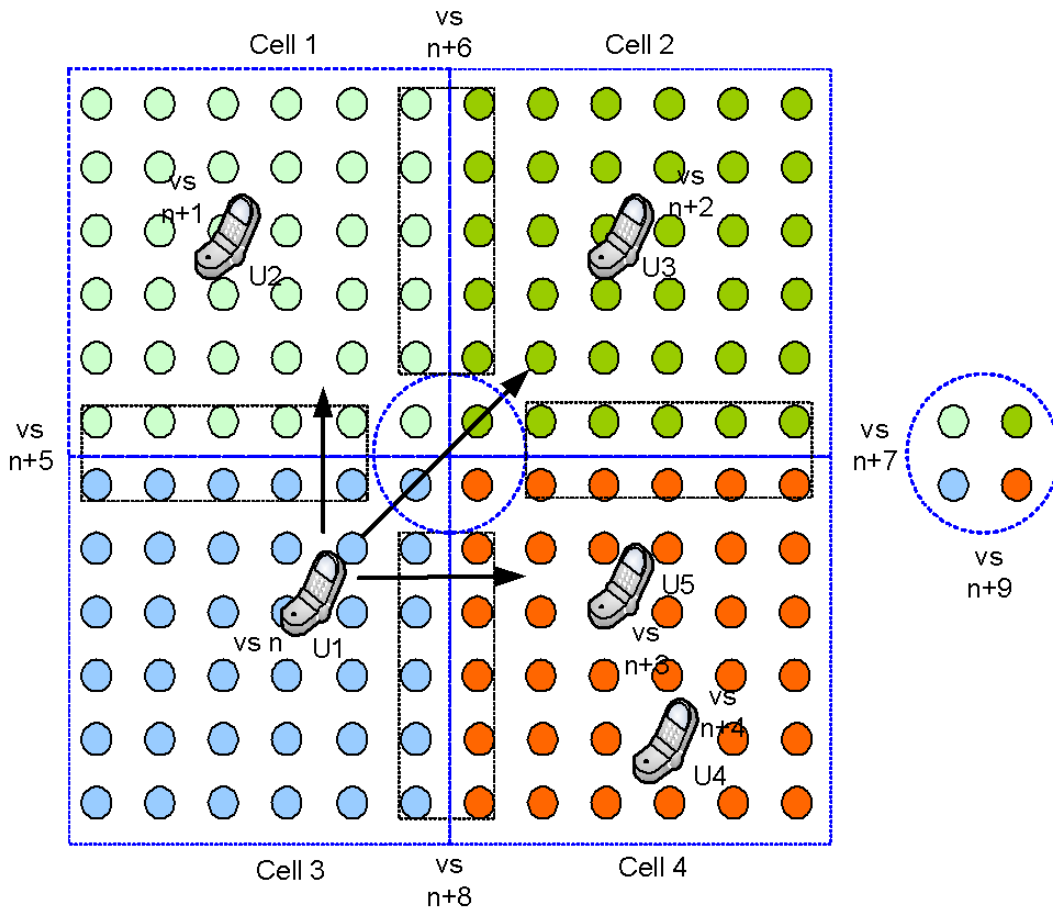 vs
n+6
Cell 1
Cell 2
vs
n+1
U2
vs
n+2
U3
vs
n+5
vs
n+7
vs
n+9
vs n
U1
U5
vs
n+3
vs
n+4
U4
Cell 3
vs
n+8
Cell 4